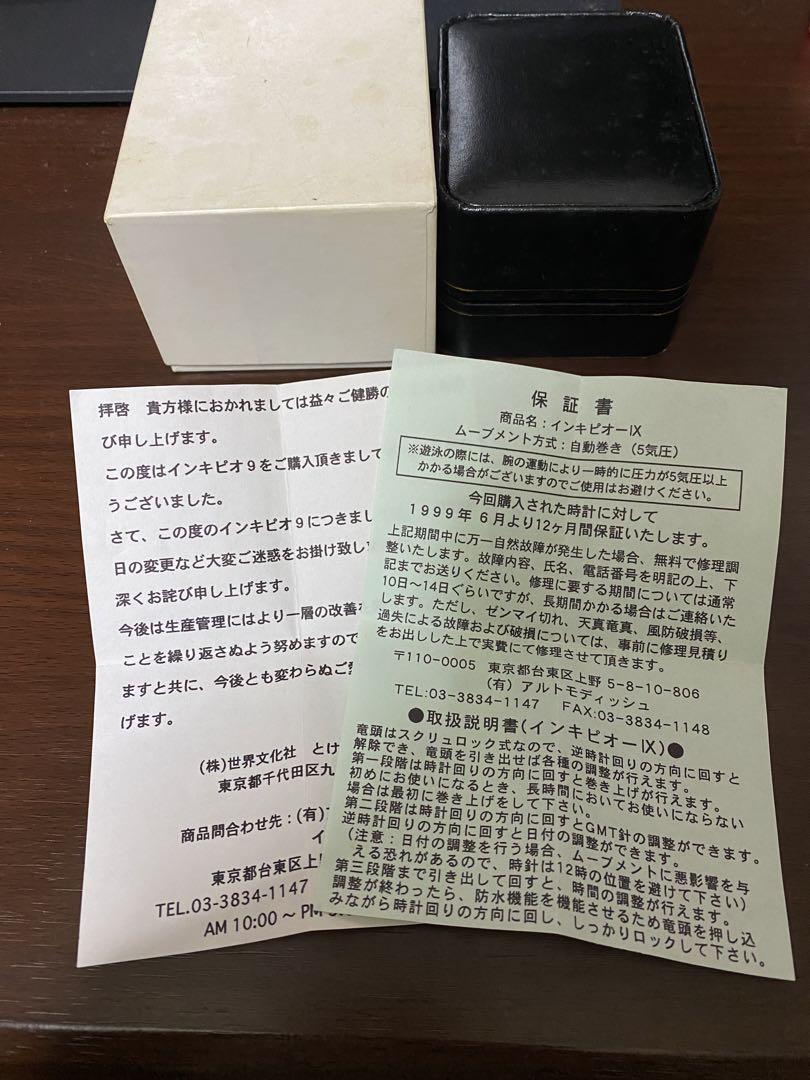 拝啓　貴方様におかれましては益々ご健勝の
び申し上げます。
この度はインキピオ９をご購入頂きまして
うございました。
さて、この度のインキピオ９につきまし
日の変更など大変ご迷惑をお掛け致し
深くお詫び申し上げます。
今後は生産管理にはより一層の改善
ことを繰り返さぬよう努めますので
ますと共に、今後とも変わらぬご
げます。
(株)世界文化社　とけ
東京都千代田区九
商品問合わせ先：(有)
イ
東京都台東区上
TEL.03-3834-1147
AM 10:00 ～ PM
保 証 書
商品名：インキピオーⅨ
ムーブメント方式：自動巻き（5気圧）
※遊泳の際には、腕の運動により一時的に圧力が5気圧以上
かかる場合がございますのでご使用はお避けください。
今回購入された時計に対して
1999年 6月より12ヶ月間保証いたします。
上記期間中に万一自然故障が発生した場合、無料で修理調
整いたします。故障内容、氏名、電話番号を明記の上、下
記までお送りください。修理に要する期間については通常
10日～14日ぐらいですが、長期間かかる場合はご連絡いた
します。ただし、ゼンマイ切れ、天真竜真、風防破損等、
過失による故障および破損については、事前に修理見積り
をお出しした上で実費にて修理させて頂きます。
〒110-0005　東京都台東区上野 5-8-10-806
(有) アルトモディッシュ
TEL:03-3834-1147　FAX:03-3834-1148
●取扱説明書(インキピオーⅨ)●
竜頭はスクリュロック式なので、逆時計回りの方向に回すと
解除でき、竜頭を引き出せば各種の調整が行えます。
第一段階は時計回りの方向に回すと巻き上げが行えます。
初めにお使いになるとき、長時間においてお使いにならない
場合は最初に巻き上げをして下さい。
第二段階は時計回りの方向に回すとGMT針の調整ができます。
逆時計回りの方向に回すと日付の調整ができます。
（注意：日付の調整を行う場合、ムーブメントに悪影響を与
える恐れがあるので、時針は12時の位置を避けて下さい）
第三段階まで引き出して回すと、時間の調整が行えます。
調整が終わったら、防水機能を機能させるため竜頭を押し込
みながら時計回りの方向に回し、しっかりロックして下さい。